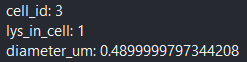 cell_id: 3
lys_in_cell: 1
diameter_um: 0.4899999797344208